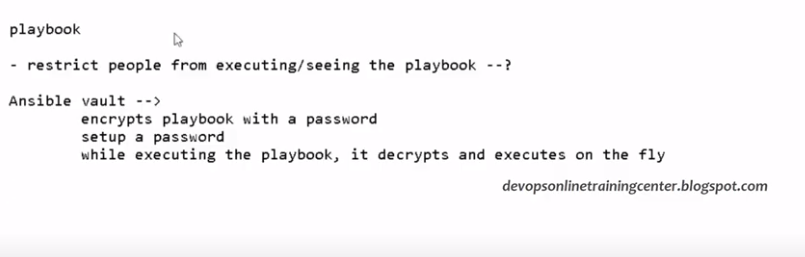 playbook
- restrict people from executing/seeing the playbook --?
Ansible vault -->
encrypts playbook with a password
setup a password
while executing the playbook, it decrypts and executes on the fly
devopsonlinetrainingcenter.blogspot.com